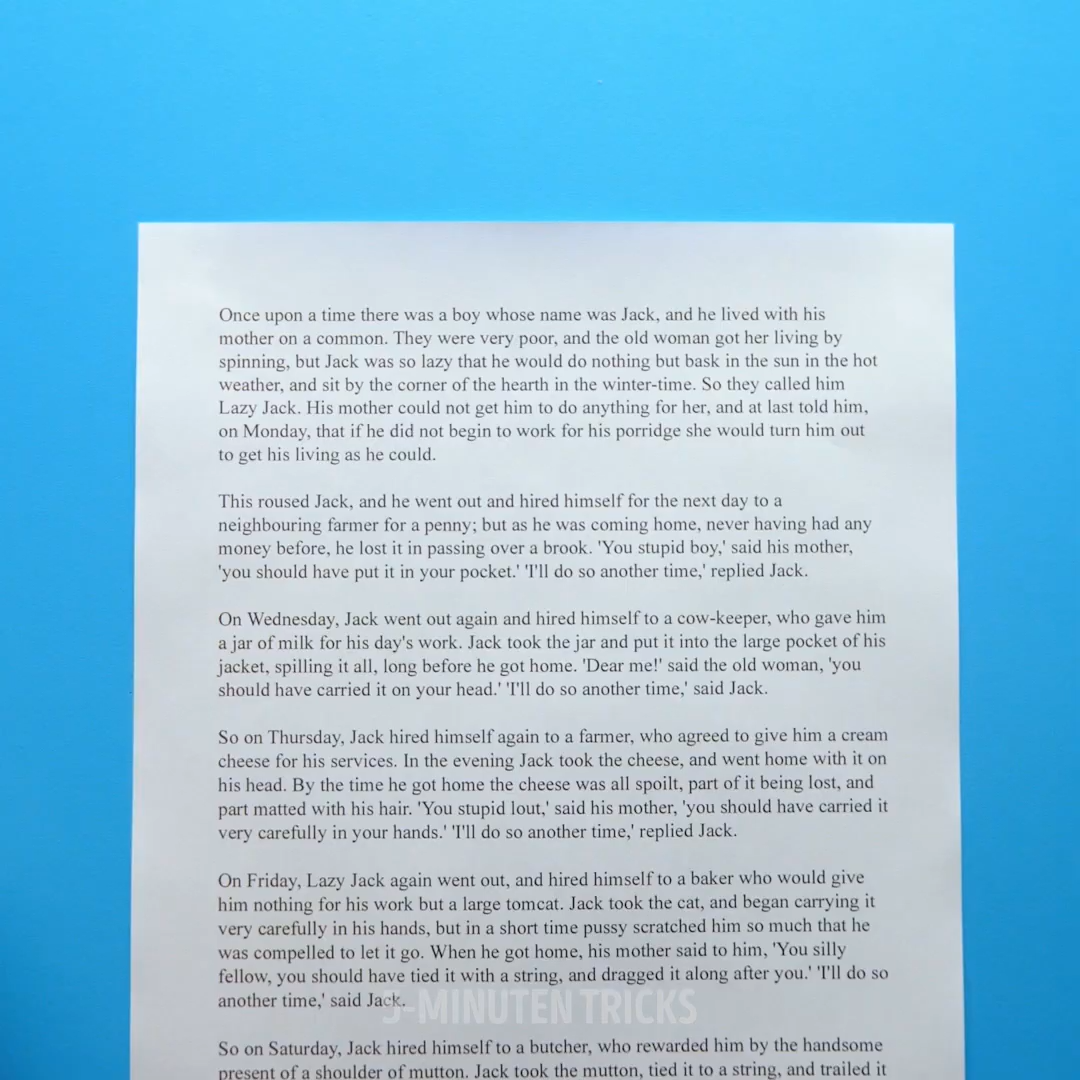 Once upon a time there was a boy whose name was Jack, and he lived with his
mother on a common. They were very poor, and the old woman got her living by
spinning, but Jack was so lazy that he would do nothing but bask in the sun in the hot
weather, and sit by the corner of the hearth in the winter-time. So they called him
Lazy Jack. His mother could not get him to do anything for her, and at last told him,
on Monday, that if he did not begin to work for his porridge she would turn him out
to get his living as he could.
This roused Jack, and he went out and hired himself for the next day to a
neighbouring farmer for a penny; but as he was coming home, never having had any
money before, he lost it in passing over a brook. 'You stupid boy,' said his mother,
'you should have put it in your pocket.' 'I'll do so another time,' replied Jack.
On Wednesday, Jack went out again and hired himself to a cow-keeper, who gave him
a jar of milk for his day's work. Jack took the jar and put it into the large pocket of his
jacket, spilling it all, long before he got home. 'Dear me!' said the old woman, 'you
should have carried it on your head.' 'I'll do so another time,' said Jack.
So on Thursday, Jack hired himself again to a farmer, who agreed to give him a cream
cheese for his services. In the evening Jack took the cheese, and went home with it on
his head. By the time he got home the cheese was all spoilt, part of it being lost, and
part matted with his hair. 'You stupid lout,' said his mother, 'you should have carried it
very carefully in your hands.' 'I'll do so another time,' replied Jack.
On Friday, Lazy Jack again went out, and hired himself to a baker who would give
him nothing for his work but a large tomcat. Jack took the cat, and began carrying it
very carefully in his hands, but in a short time pussy scratched him so much that he
was compelled to let it go. When he got home, his mother said to him, 'You silly
fellow, you should have tied it with a string, and dragged it along after you.' 'I'll do so
another time,' said Jack.
5-MINUTEN TRICKS
So on Saturday, Jack hired himself to a butcher, who rewarded him by the handsome
present of a shoulder of mutton. Jack took the mutton, tied it to a string, and trailed it